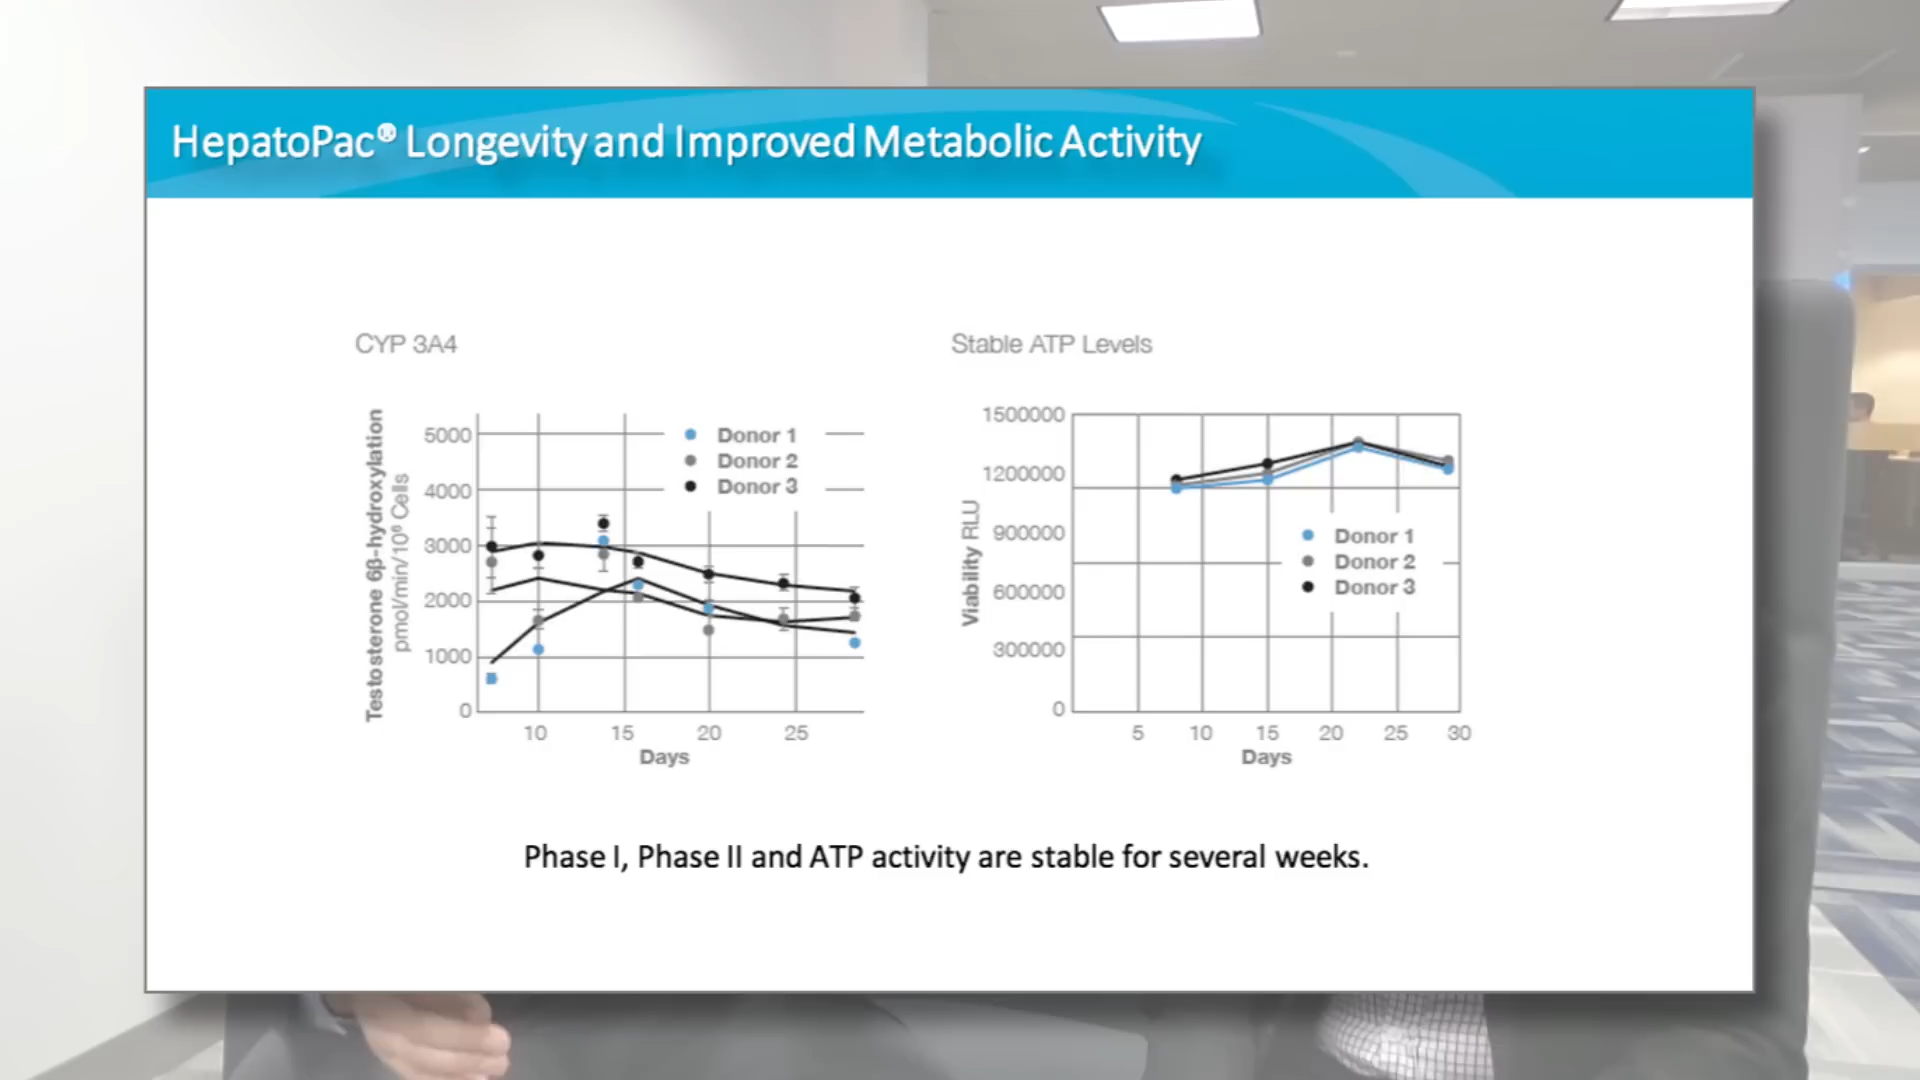 HepatoPac® Longevity and Improved Metabolic Activity
CYP 3A4
Testosterone 6β-hydroxylation
pmol/min/10⁶ Cells
5000
4000
3000
2000
1000
0
Donor 1
Donor 2
Donor 3
10 15 20 25
Days
Stable ATP Levels
Viability RLU
1500000
1200000
900000
600000
300000
0
Donor 1
Donor 2
Donor 3
5 10 15 20 25 30
Days
Phase I, Phase II and ATP activity are stable for several weeks.